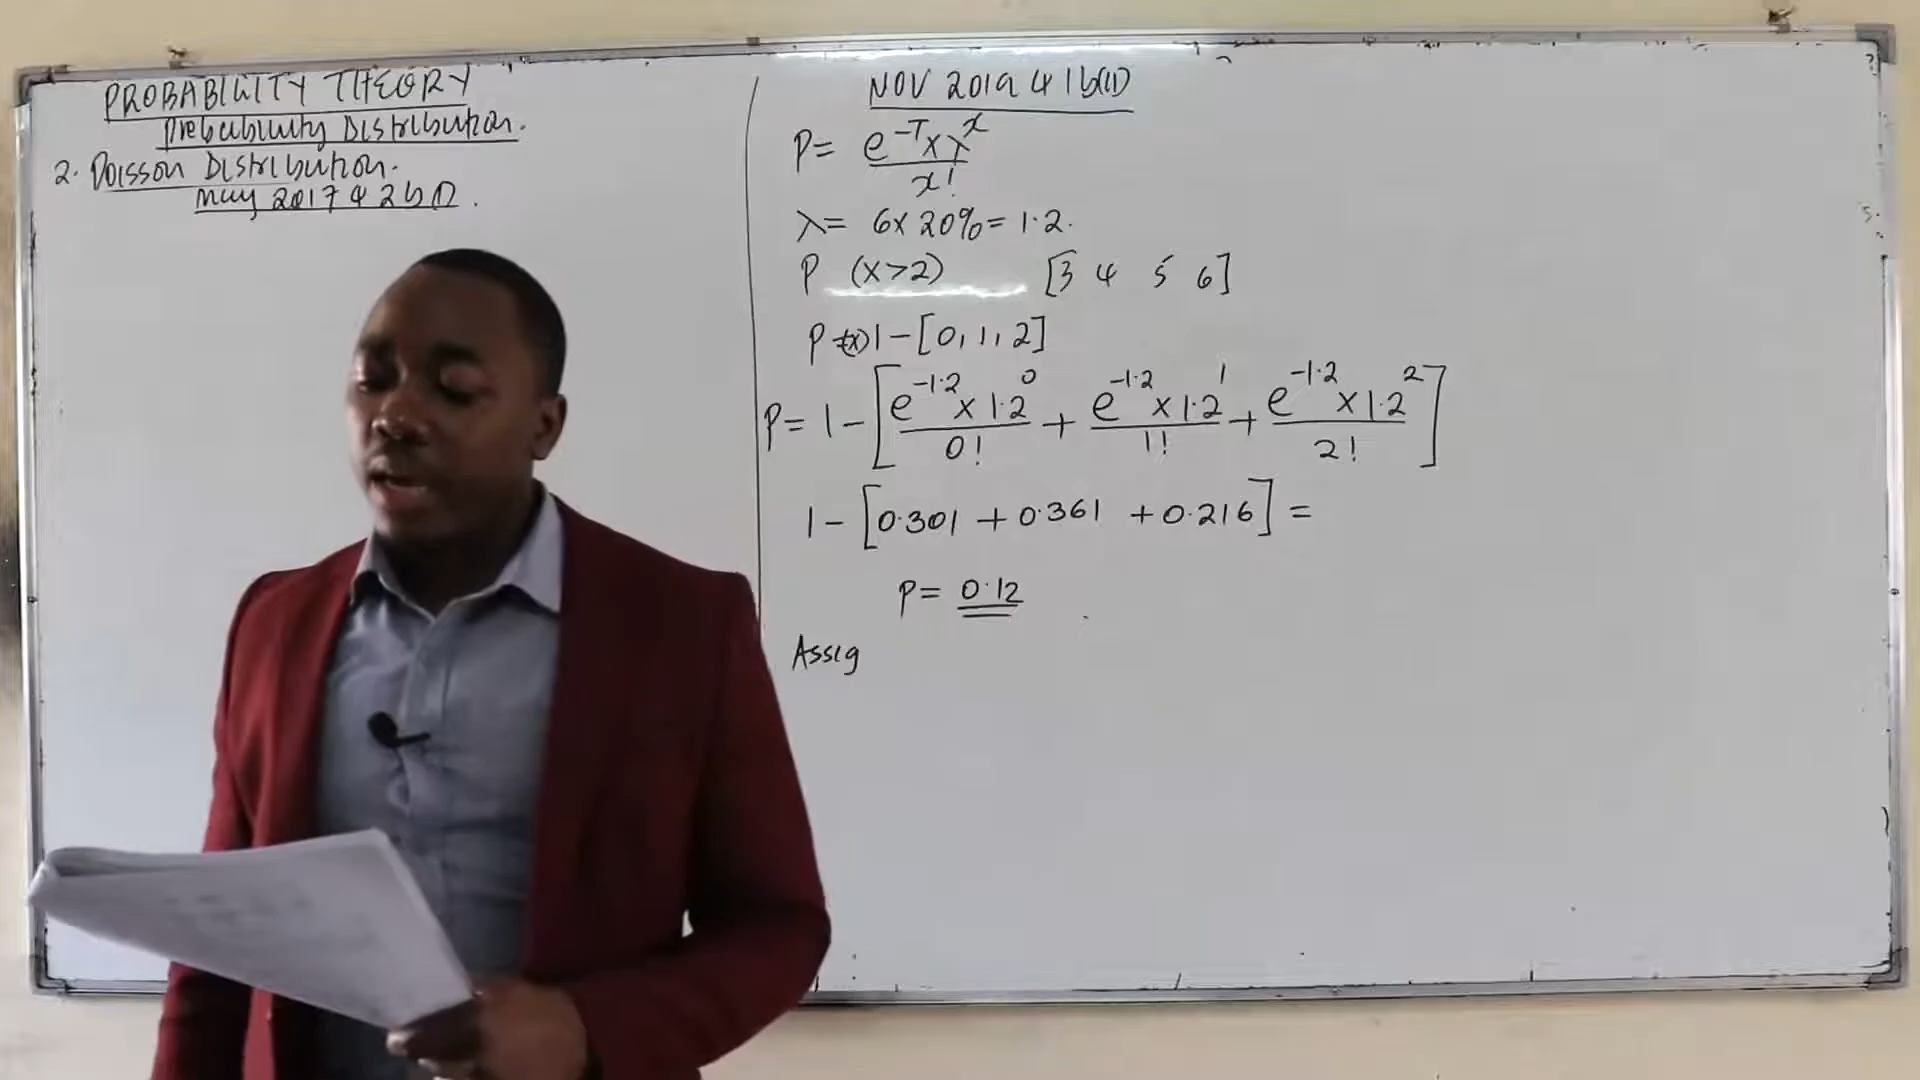 PROBABILITY THEORY
Probability Distribution.
2. Poisson Distribution.
May 2017 Q 2b (I).
NOV 2019 Q 1b(II)
P= e^-T x λ^x
x!
λ= 6x 20% = 1.2.
P (x>2) [3 4 5 6]
P=(x) 1-[0, 1, 2]
P= 1-[e^-1.2 x 1.2^0 + e^-1.2 x 1.2^1 + e^-1.2 x 1.2^2]
0! 1! 2!
1-[0.301 +0.361 +0.216] =
P= 0.12
Assig